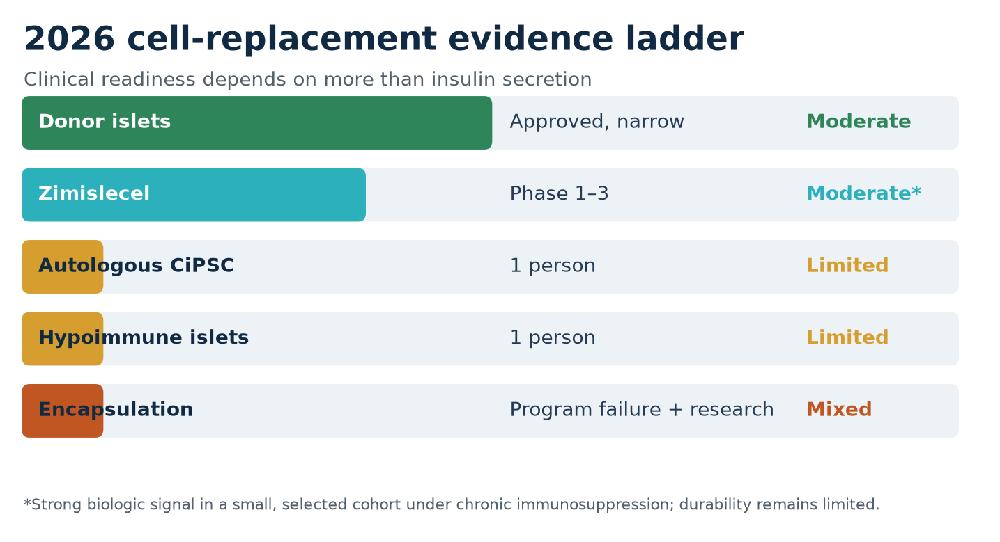 2026 cell-replacement evidence ladder
Clinical readiness depends on more than insulin secretion
Donor islets Approved, narrow Moderate
Zimislecel Phase 1–3 Moderate*
Autologous CiPSC 1 person Limited
Hypoimmune islets 1 person Limited
Encapsulation Program failure + research Mixed
*Strong biologic signal in a small, selected cohort under chronic immunosuppression; durability remains limited.